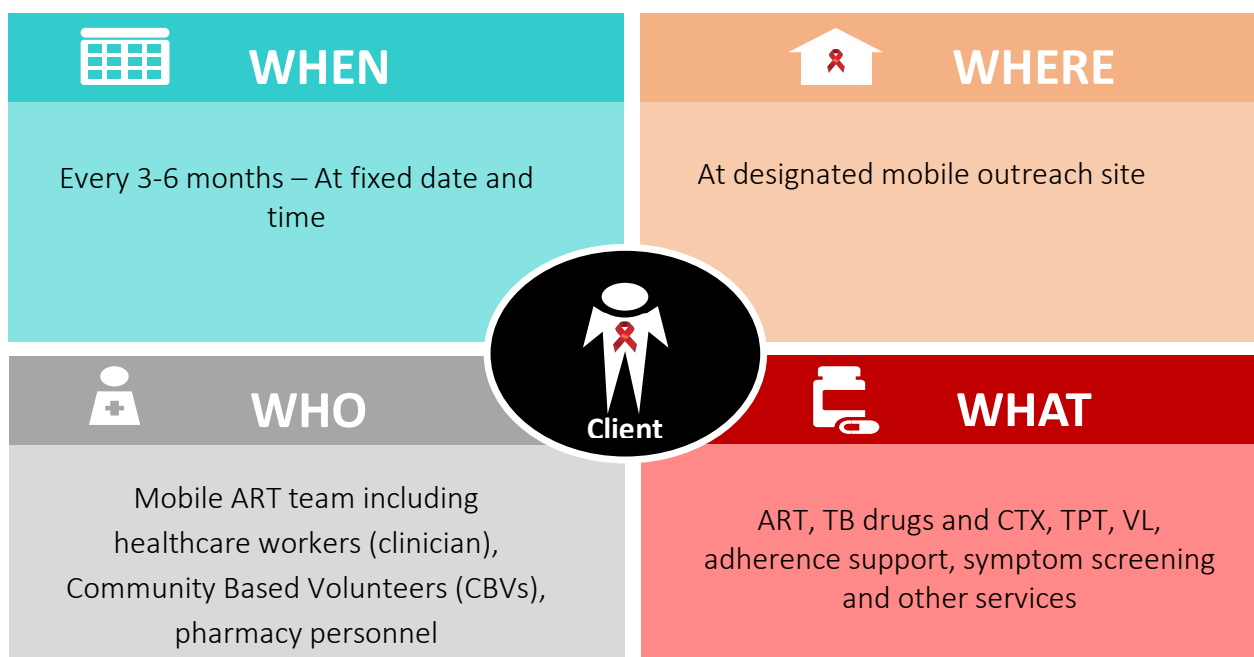 WHEN
Every 3-6 months – At fixed date and
time
WHERE
At designated mobile outreach site
Client
WHO
Mobile ART team including
healthcare workers (clinician),
Community Based Volunteers (CBVs),
pharmacy personnel
WHAT
ART, TB drugs and CTX, TPT, VL,
adherence support, symptom screening
and other services